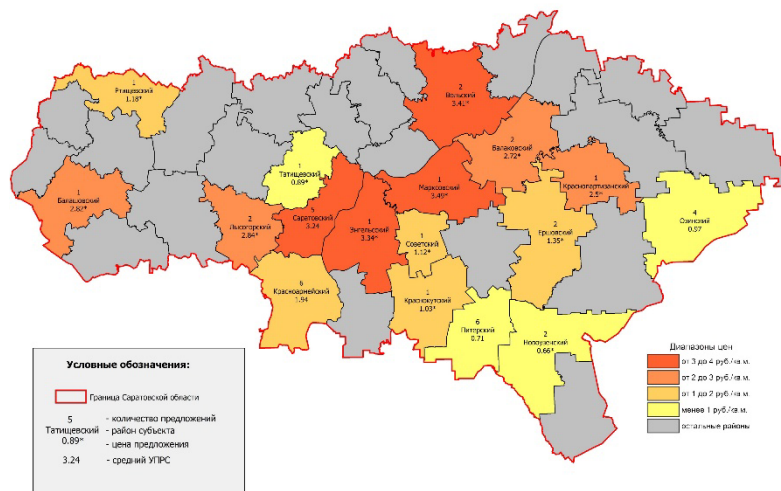 1
Ртищевский
1.18*
2
Вольский
3.41*
2
Балаковский
2.72*
1
Татищевский
0.89*
1
Марксовский
3.49*
1
Краснопартизанский
2.5*
1
Балашовский
2.82*
2
Лысогорский
2.84*
5
Саратовский
3.24
1
Энгельсский
3.34*
1
Советский
1.12*
2
Ершовский
1.35*
4
Озинский
0.97
6
Красноармейский
1.94
1
Краснокутский
1.03*
6
Питерский
0.71
2
Новоузенский
0.66*
Условные обозначения:
Граница Саратовской области
5 - количество предложений
Татищевский - район субъекта
0.89* - цена предложения
3.24 - средний УПРС
Диапазоны цен
от 3 до 4 руб./кв.м.
от 2 до 3 руб./кв.м.
от 1 до 2 руб./кв.м
менее 1 руб./кв.м.
остальные районы